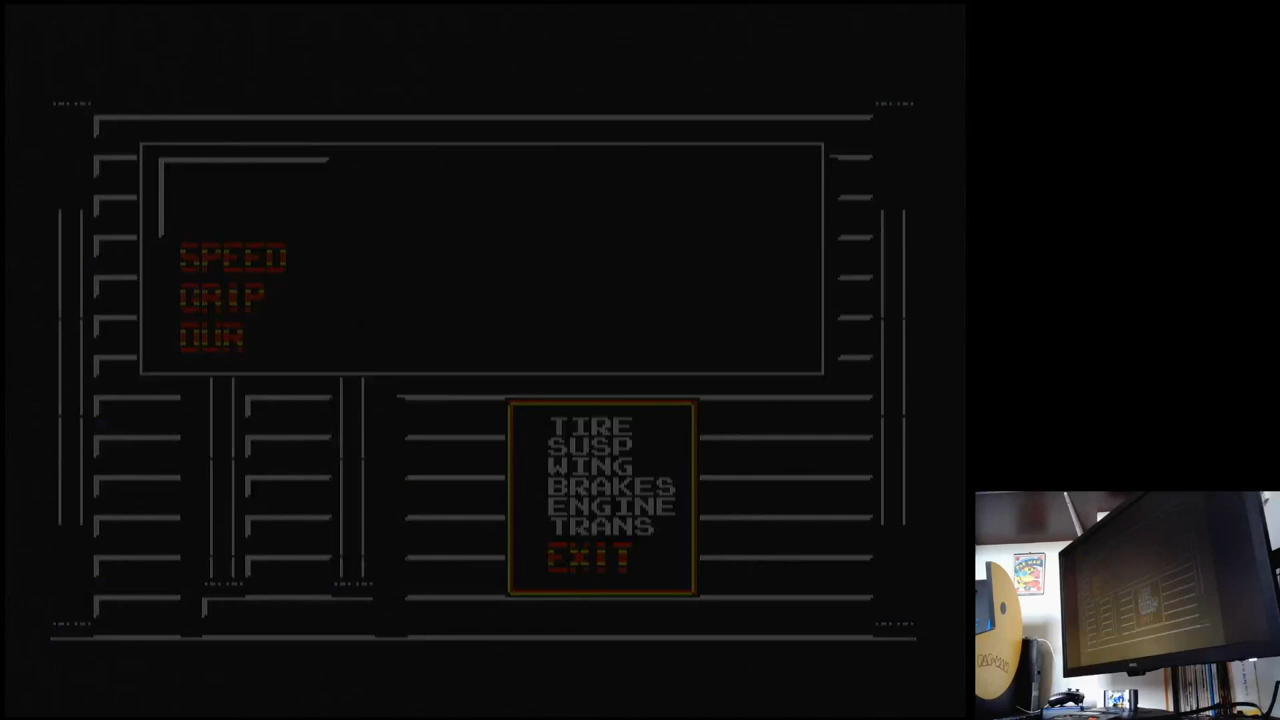 SPEED
GRIP
DUR
TIRE
SUSP
WING
BRAKES
ENGINE
TRANS
EXIT